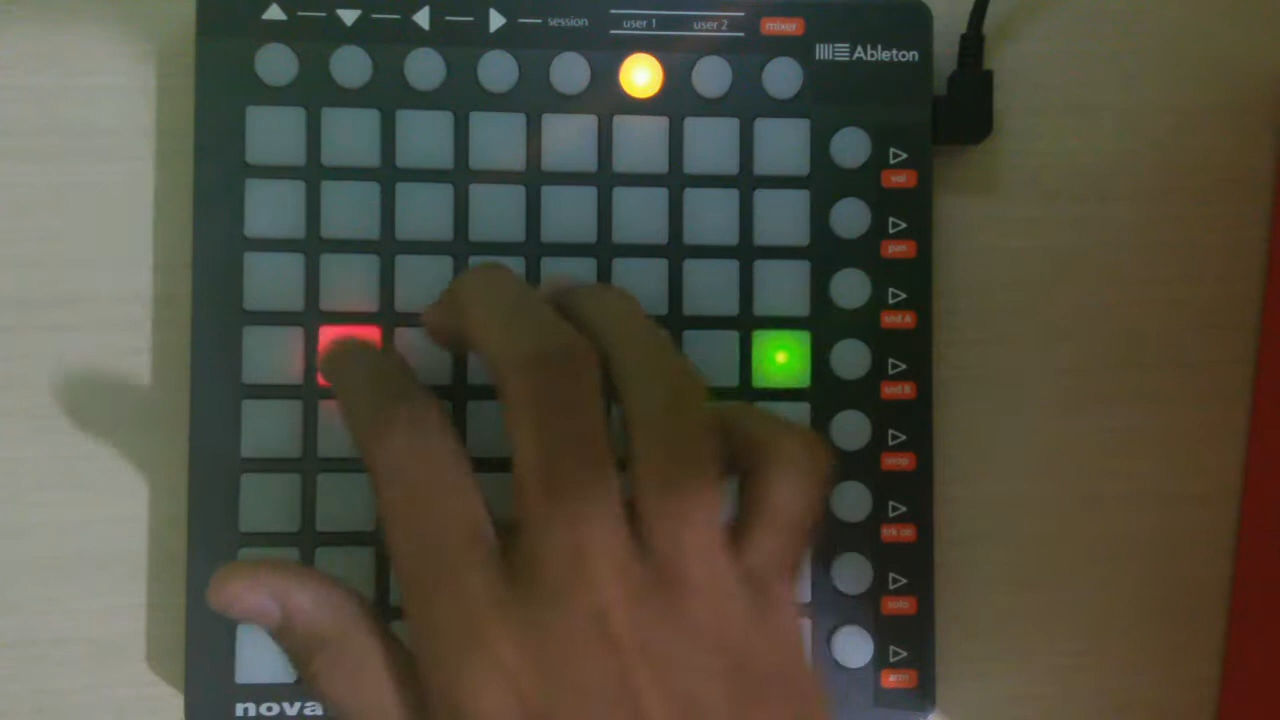 session
user 1 user 2
mixer
Ableton
vol
pan
snd A
snd B
stop
trk on
solo
arm
nova